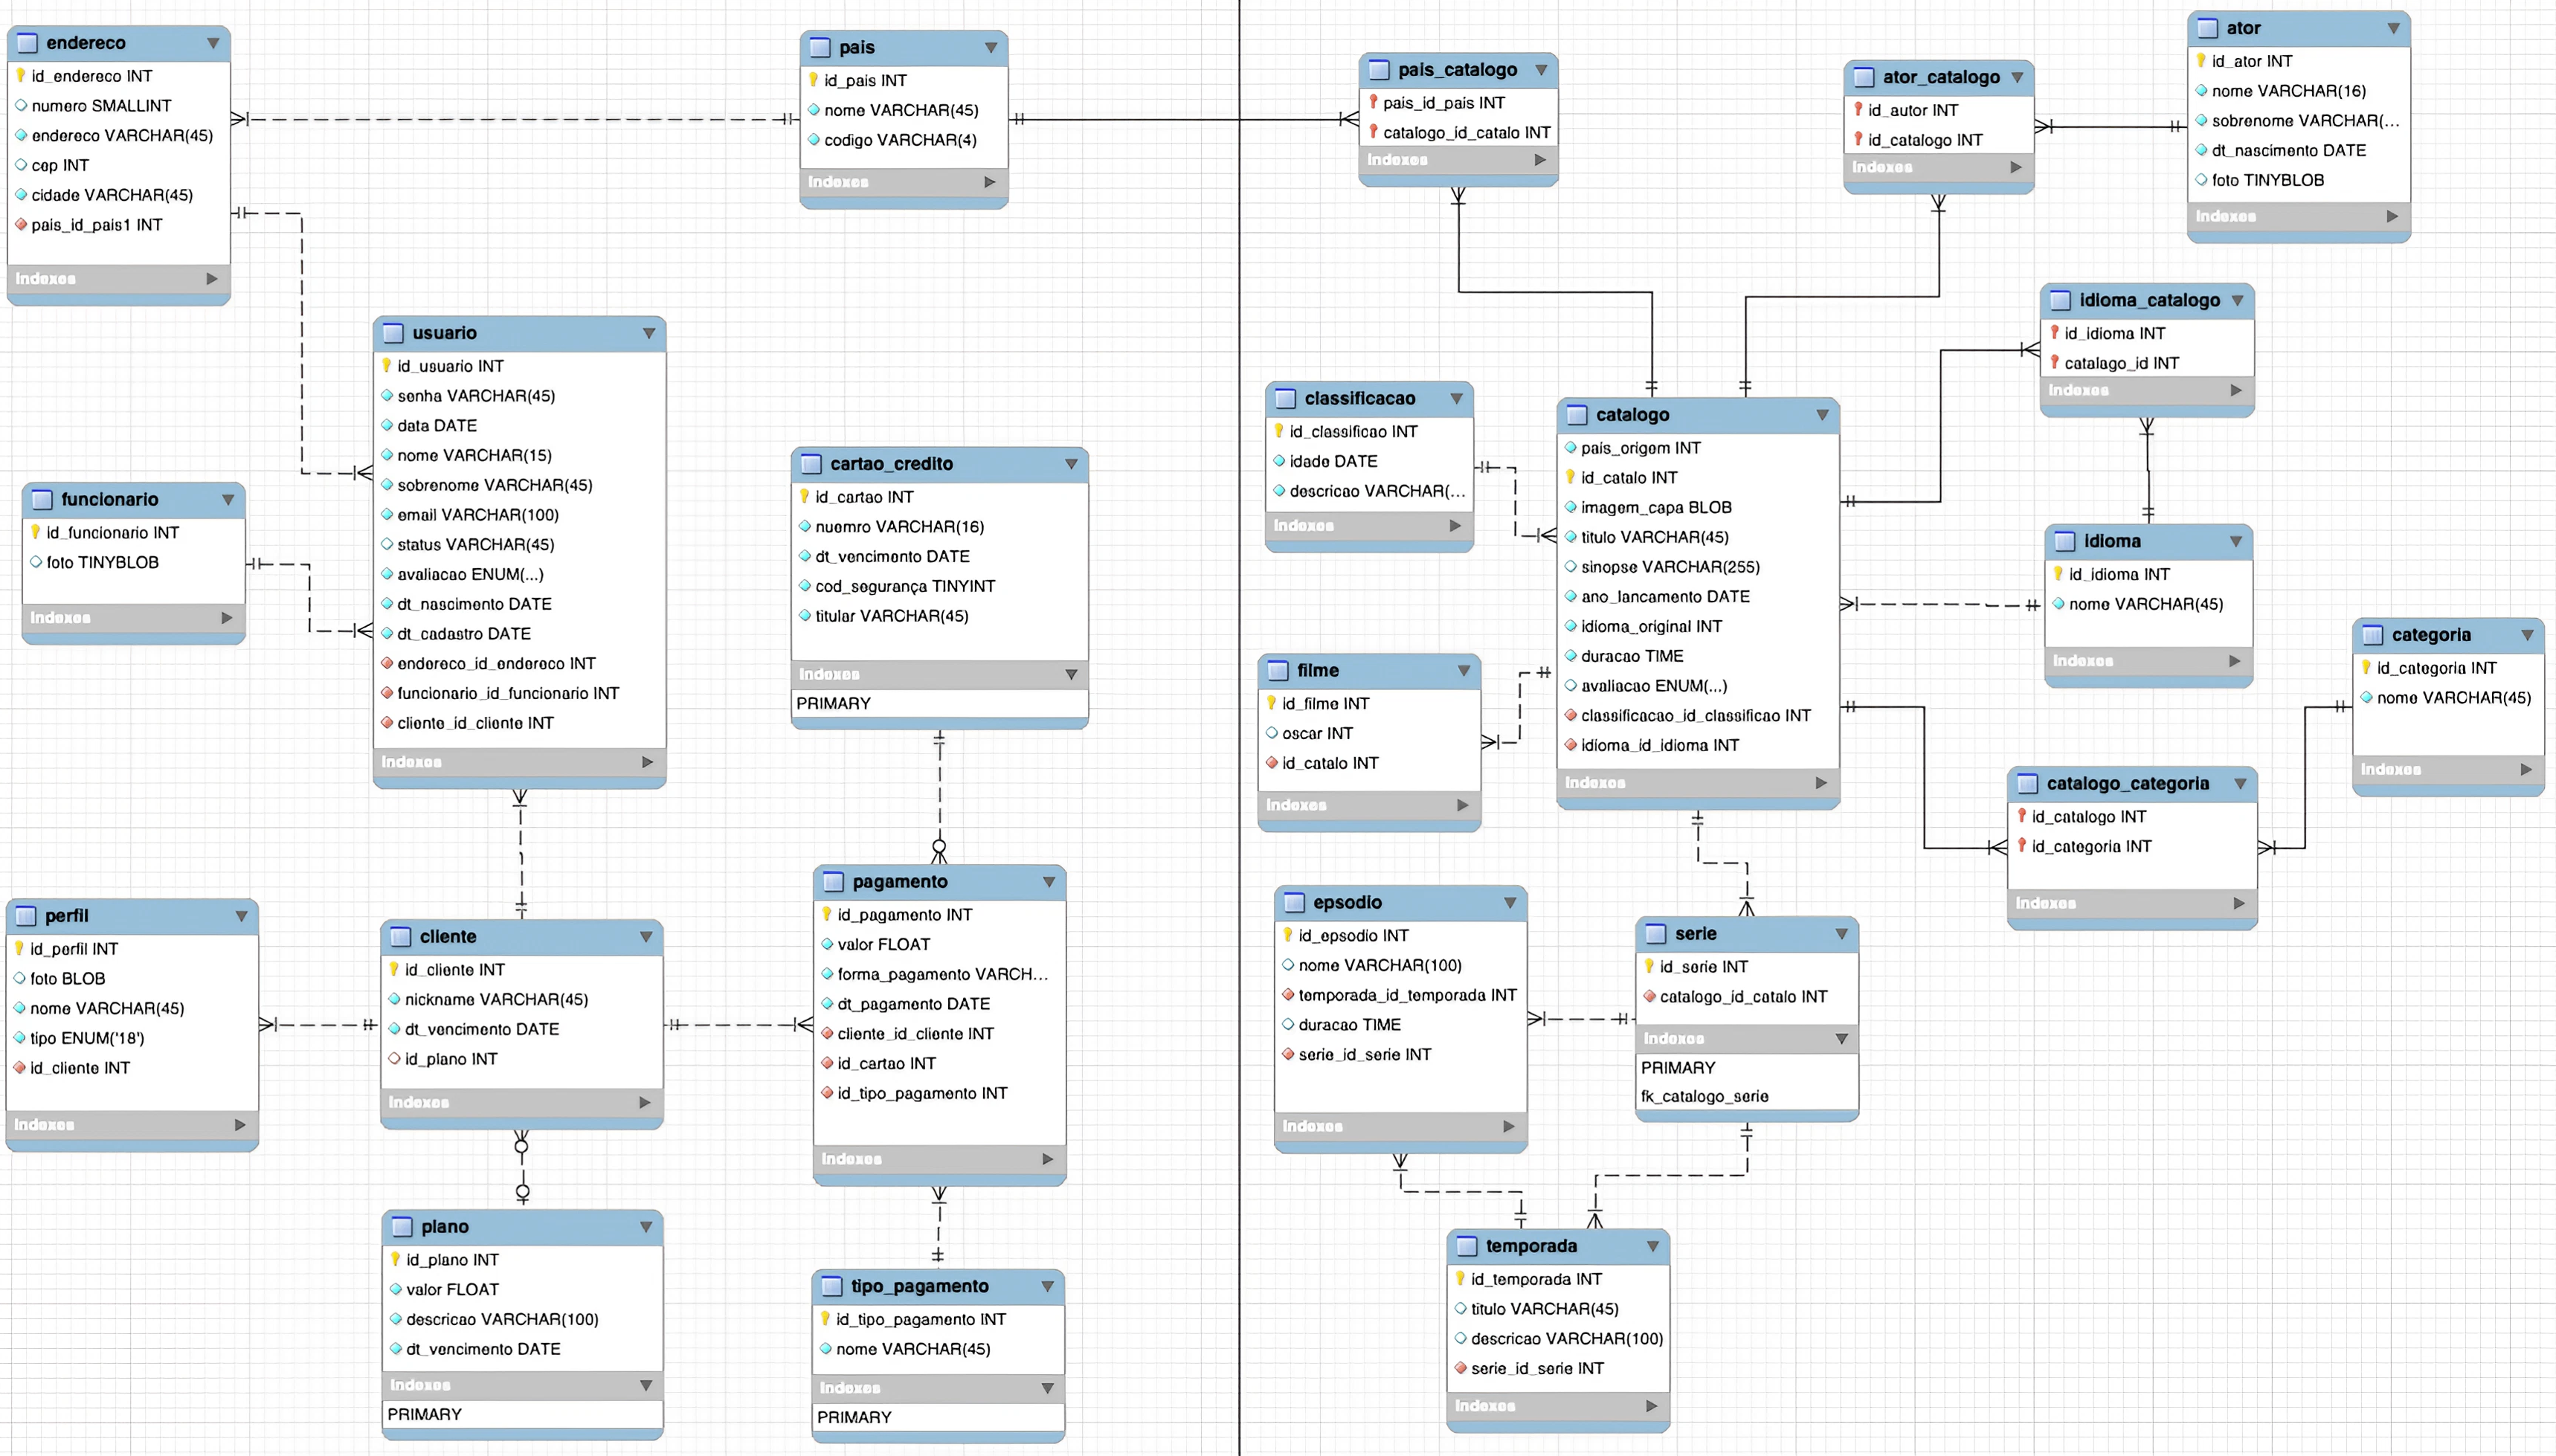 endereco
id_endereco INT
numero SMALLINT
endereco VARCHAR(45)
cep INT
cidade VARCHAR(45)
pais_id_pais1 INT
Indexes
pais
id_pais INT
nome VARCHAR(45)
codigo VARCHAR(4)
Indexes
usuario
id_usuario INT
senha VARCHAR(45)
data DATE
nome VARCHAR(15)
sobrenome VARCHAR(45)
email VARCHAR(100)
status VARCHAR(45)
avaliacao ENUM(...)
dt_nascimento DATE
dt_cadastro DATE
endereco_id_endereco INT
funcionario_id_funcionario INT
cliente_id_cliente INT
Indexes
funcionario
id_funcionario INT
foto TINYBLOB
Indexes
cartao_credito
id_cartao INT
nuemro VARCHAR(16)
dt_vencimento DATE
cod_segurança TINYINT
titular VARCHAR(45)
Indexes
PRIMARY
perfil
id_perfil INT
foto BLOB
nome VARCHAR(45)
tipo ENUM('18')
id_cliente INT
Indexes
cliente
id_cliente INT
nickname VARCHAR(45)
dt_vencimento DATE
id_plano INT
Indexes
pagamento
id_pagamento INT
valor FLOAT
forma_pagamento VARCH...
dt_pagamento DATE
cliente_id_cliente INT
id_cartao INT
id_tipo_pagamento INT
Indexes
plano
id_plano INT
valor FLOAT
descricao VARCHAR(100)
dt_vencimento DATE
Indexes
PRIMARY
tipo_pagamento
id_tipo_pagamento INT
nome VARCHAR(45)
Indexes
PRIMARY
pais_catalogo
pais_id_pais INT
catalogo_id_catalo INT
Indexes
ator_catalogo
id_autor INT
id_catalogo INT
Indexes
ator
id_ator INT
nome VARCHAR(16)
sobrenome VARCHAR(...
dt_nascimento DATE
foto TINYBLOB
Indexes
idioma_catalogo
id_idioma INT
catalago_id INT
Indexes
classificacao
id_classificao INT
idade DATE
descricao VARCHAR(...
Indexes
catalogo
pais_origem INT
id_catalo INT
imagem_capa BLOB
titulo VARCHAR(45)
sinopse VARCHAR(255)
ano_lancamento DATE
idioma_original INT
duracao TIME
avaliacao ENUM(...)
classificacao_id_classificao INT
idioma_id_idioma INT
Indexes
idioma
id_idioma INT
nome VARCHAR(45)
Indexes
categoria
id_categoria INT
nome VARCHAR(45)
Indexes
filme
id_filme INT
oscar INT
id_catalo INT
Indexes
catalogo_categoria
id_catalogo INT
id_categoria INT
Indexes
epsodio
id_epsodio INT
nome VARCHAR(100)
temporada_id_temporada INT
duracao TIME
serie_id_serie INT
Indexes
serie
id_serie INT
catalogo_id_catalo INT
Indexes
PRIMARY
fk_catalogo_serie
temporada
id_temporada INT
titulo VARCHAR(45)
descricao VARCHAR(100)
serie_id_serie INT
Indexes